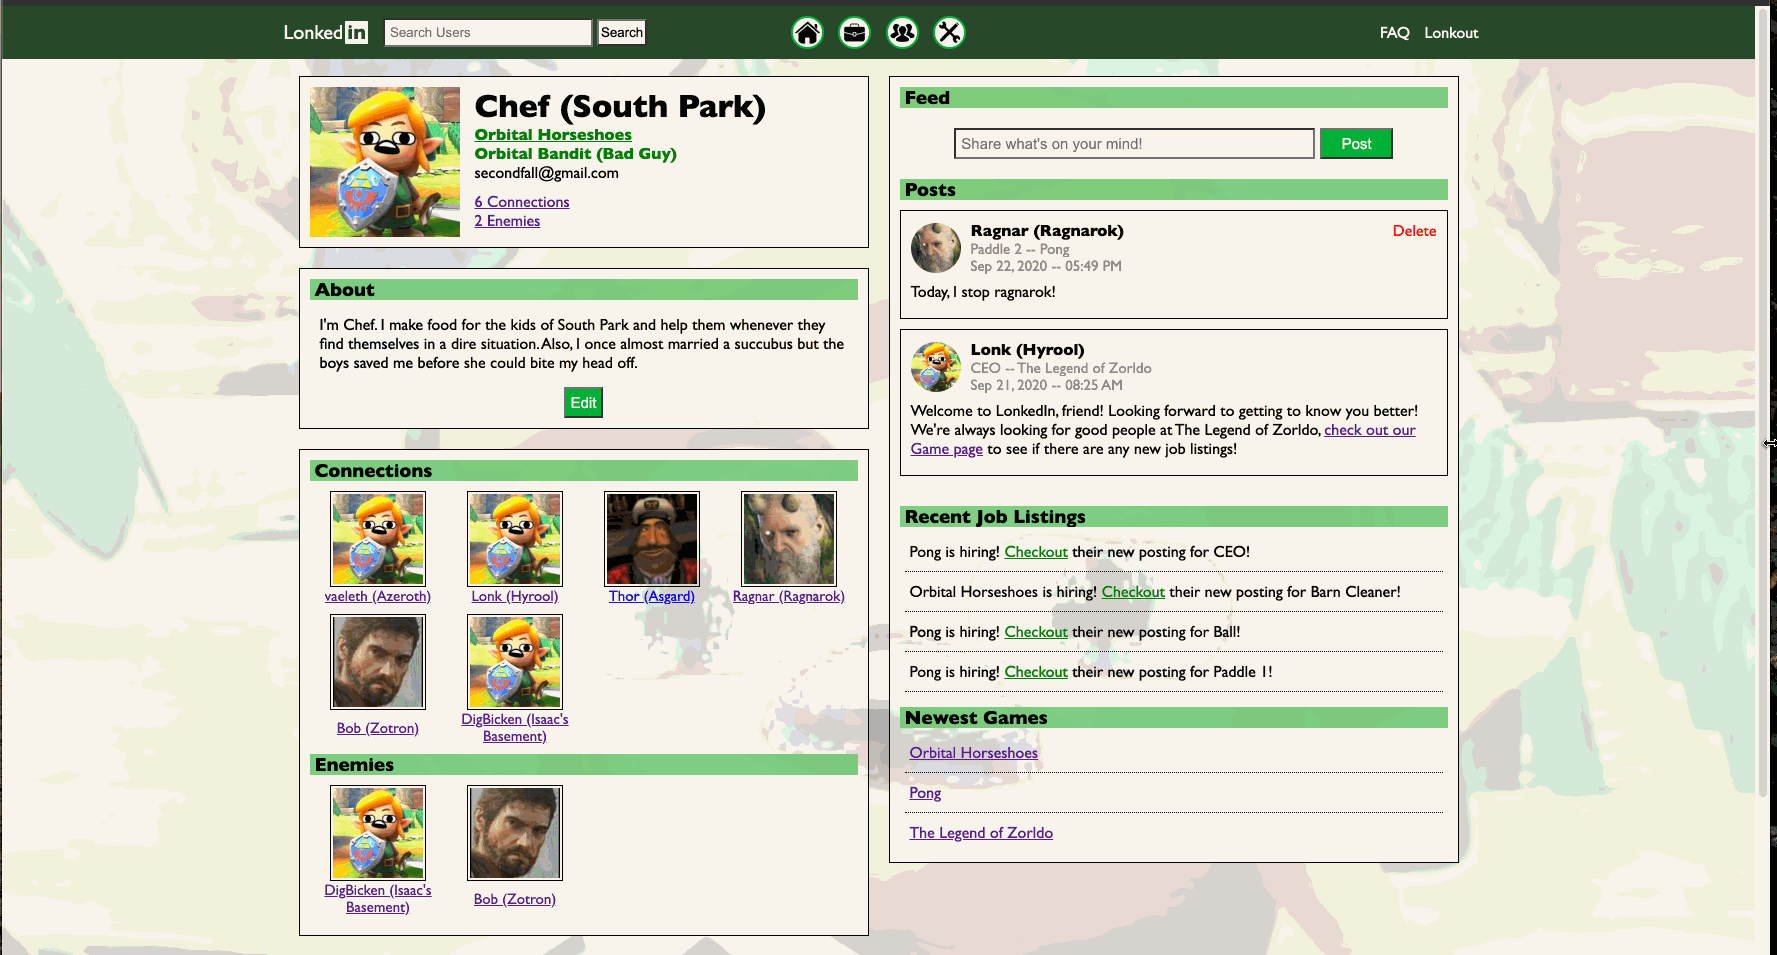 Lonked in
Search Users
Search
FAQ
Lonkout
Chef (South Park)
Orbital Horseshoes
Orbital Bandit (Bad Guy)
secondfall@gmail.com
6 Connections
2 Enemies
About
I'm Chef. I make food for the kids of South Park and help them whenever they
find themselves in a dire situation. Also, I once almost married a succubus but the
boys saved me before she could bite my head off.
Edit
Connections
vaeleth (Azeroth)
Lonk (Hyrool)
Thor (Asgard)
Ragnar (Ragnarok)
Bob (Zotron)
DigBicken (Isaac's
Basement)
Enemies
DigBicken (Isaac's
Basement)
Bob (Zotron)
Feed
Share what's on your mind!
Post
Posts
Ragnar (Ragnarok)
Delete
Paddle 2 -- Pong
Sep 22, 2020 -- 05:49 PM
Today, I stop ragnarok!
Lonk (Hyrool)
CEO -- The Legend of Zorldo
Sep 21, 2020 -- 08:25 AM
Welcome to LonkedIn, friend! Looking forward to getting to know you better!
We're always looking for good people at The Legend of Zorldo, check out our
Game page to see if there are any new job listings!
Recent Job Listings
Pong is hiring! Checkout their new posting for CEO!
Orbital Horseshoes is hiring! Checkout their new posting for Barn Cleaner!
Pong is hiring! Checkout their new posting for Ball!
Pong is hiring! Checkout their new posting for Paddle 1!
Newest Games
Orbital Horseshoes
Pong
The Legend of Zorldo